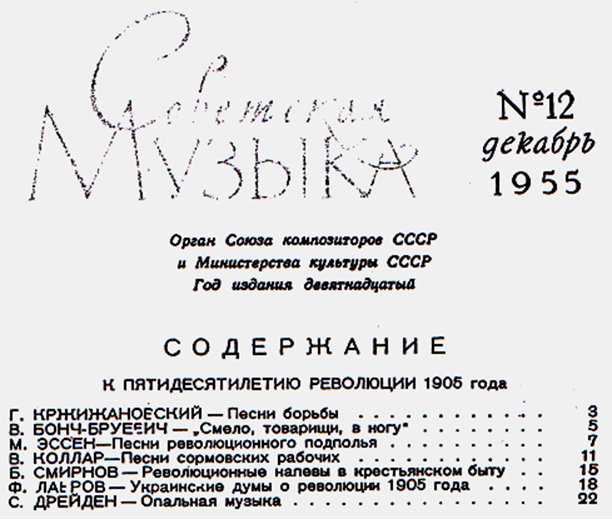 Советская
Музыка
№12
декабрь
1955
Орган Союза композиторов СССР
и Министерства культуры СССР
Год издания девятнадцатый
СОДЕРЖАНИЕ
К ПЯТИДЕСЯТИЛЕТИЮ РЕВОЛЮЦИИ 1905 года
Г. КРЖИЖАНОВСКИЙ — Песни борьбы . . . . . . . . . . . . 3
В. БОНЧ-БРУЕВИЧ — „Смело, товарищи, в ногу" . . . . . . . . . 5
М. ЭССЕН—Песни революционного подполья . . . . . . . . . . 7
В. КОЛЛАР—Песни сормовских рабочих . . . . . . . . . . . 11
Б. СМИРНОВ — Революционные напевы в крестьянском быту . . . . 15
Ф. ЛАВРОВ — Украинские думы о революции 1905 года . . . . . . 18
С. ДРЕЙДЕН — Опальная музыка . . . . . . . . . . . . . . 22